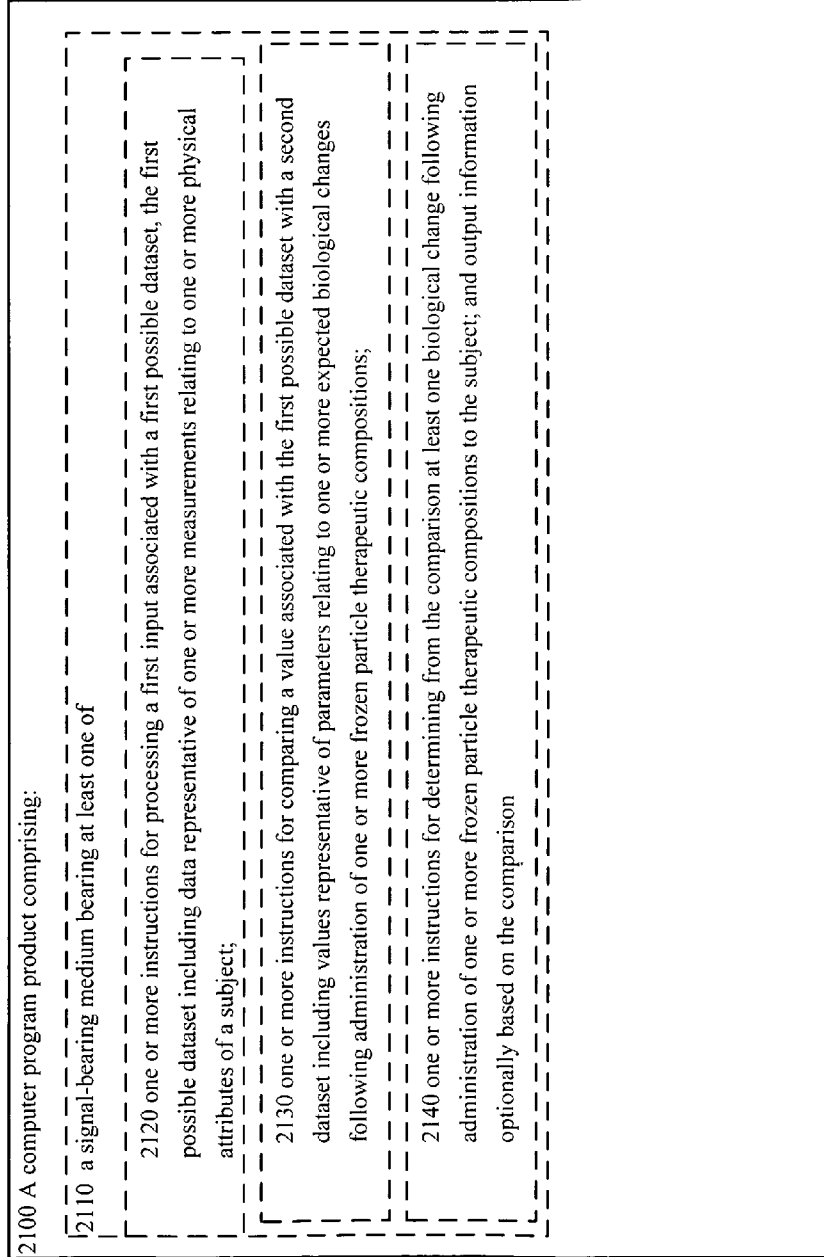 2100 A computer program product comprising:
2110 a signal-bearing medium bearing at least one of
2120 one or more instructions for processing a first input associated with a first possible dataset, the first
possible dataset including data representative of one or more measurements relating to one or more physical
attributes of a subject;
2130 one or more instructions for comparing a value associated with the first possible dataset with a second
dataset including values representative of parameters relating to one or more expected biological changes
following administration of one or more frozen particle therapeutic compositions;
2140 one or more instructions for determining from the comparison at least one biological change following
administration of one or more frozen particle therapeutic compositions to the subject; and output information
optionally based on the comparison